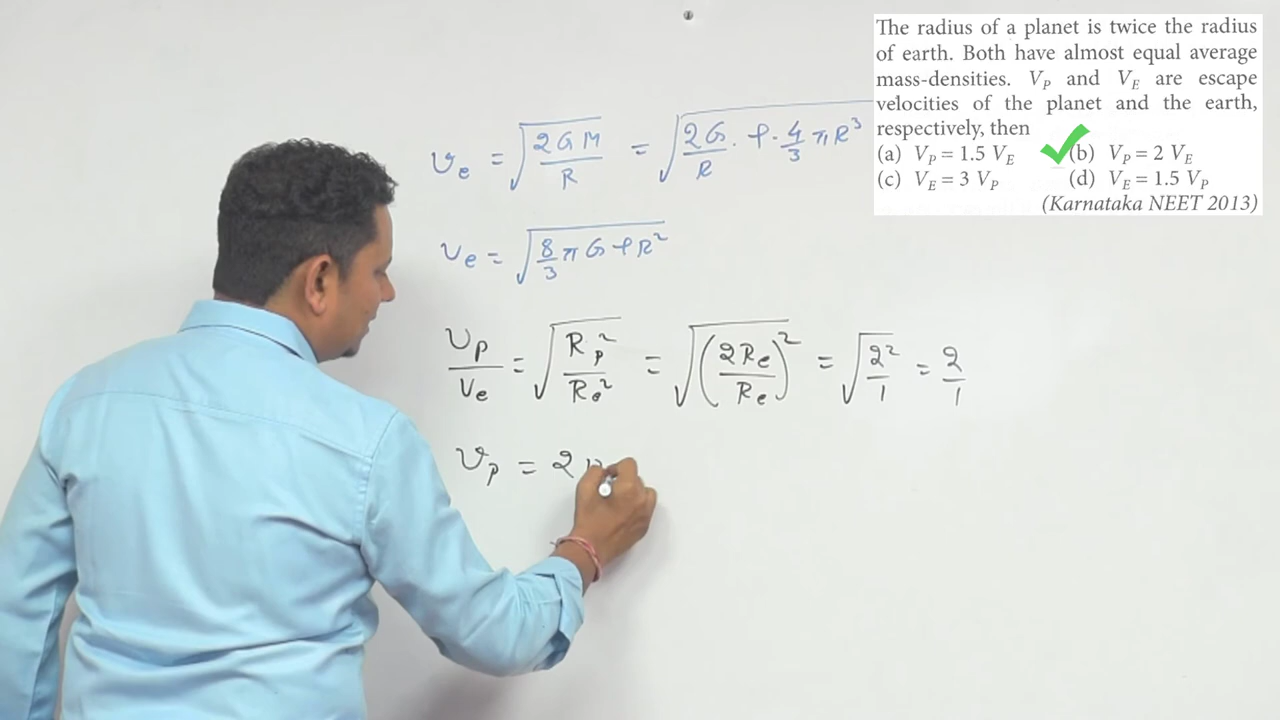 The radius of a planet is twice the radius
of earth. Both have almost equal average
mass-densities. V_P and V_E are escape
velocities of the planet and the earth,
respectively, then
(a) V_P = 1.5 V_E (b) V_P = 2 V_E
(c) V_E = 3 V_P (d) V_E = 1.5 V_P
(Karnataka NEET 2013)
v_e = √(2GM/R) = √(2G/R · ρ · 4/3 πR³)
v_e = √(8/3 πGρR²)
v_p/v_e = √(R_p²/R_e²) = √((2R_e/R_e)²) = √(2²/1) = 2/1
v_p = 2